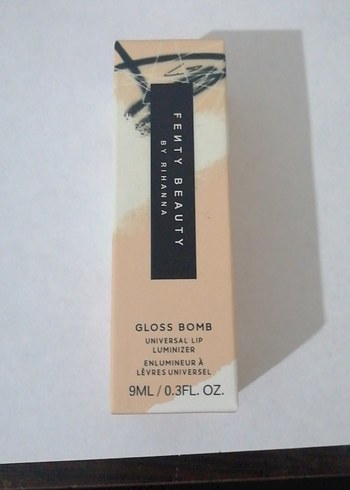 FENTY BEAUTY
BY RIHANNA
GLOSS BOMB
UNIVERSAL LIP
LUMINIZER
ENLUMINEUR À
LÈVRES UNIVERSEL
9ML / 0.3FL. OZ.